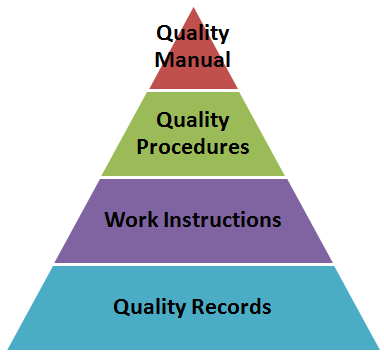 Quality
Manual
Quality
Procedures
Work Instructions
Quality Records